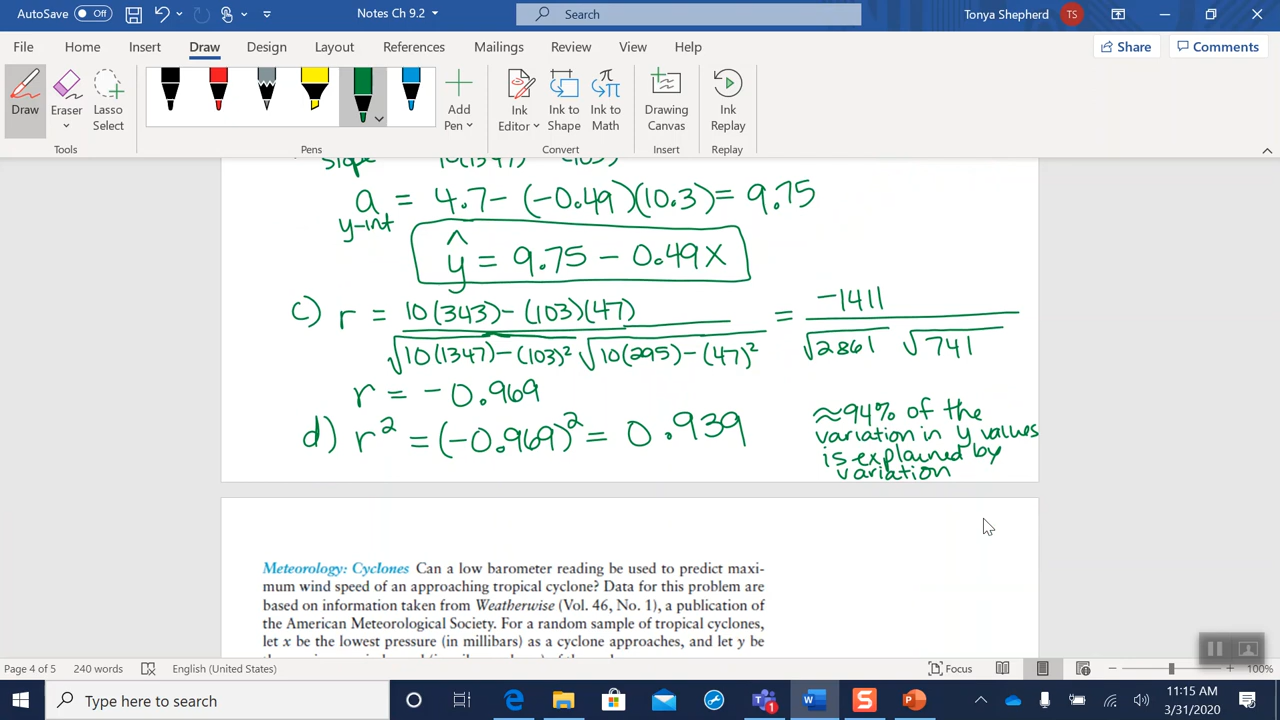 AutoSave Off
Notes Ch 9.2
Search
Tonya Shepherd TS
File Home Insert Draw Design Layout References Mailings Review View Help
Share Comments
Draw Eraser Lasso Select
Add Pen
Ink Editor Ink to Shape Ink to Math
Drawing Canvas
Ink Replay
Tools Pens Convert Insert Replay
slope
a = 4.7 - (-0.49)(10.3) = 9.75
y-int
ŷ = 9.75 - 0.49x
c) r = 10(343) - (103)(47) = -1411
√10(1347) - (103)² √10(295) - (47)² √2861 √741
r = -0.969
d) r² = (-0.969)² = 0.939
≈94% of the
variation in y values
is explained by
variation
Meteorology: Cyclones Can a low barometer reading be used to predict maxi-
mum wind speed of an approaching tropical cyclone? Data for this problem are
based on information taken from Weatherwise (Vol. 46, No. 1), a publication of
the American Meteorological Society. For a random sample of tropical cyclones,
let x be the lowest pressure (in millibars) as a cyclone approaches, and let y be
Page 4 of 5 240 words English (United States) Focus 100%
Type here to search
11:15 AM
3/31/2020